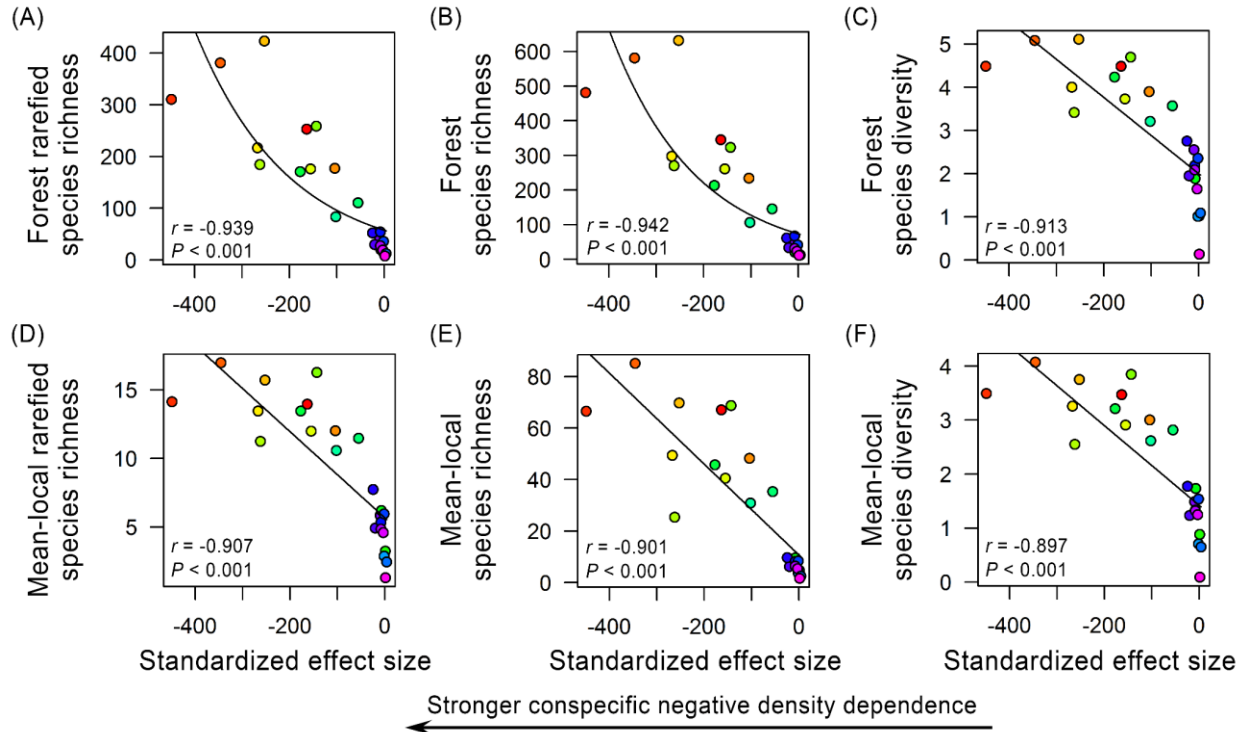 (A)
Forest rarefied
species richness
400
300
200
100
0
r = -0.939
P < 0.001
-400
-200
0
(B)
Forest
species richness
600
500
400
300
200
100
0
r = -0.942
P < 0.001
-400
-200
0
(C)
Forest
species diversity
5
4
3
2
1
0
r = -0.913
P < 0.001
-400
-200
0
(D)
Mean-local rarefied
species richness
15
10
5
r = -0.907
P < 0.001
-400
-200
0
Standardized effect size
(E)
Mean-local
species richness
80
60
40
20
0
r = -0.901
P < 0.001
-400
-200
0
Standardized effect size
(F)
Mean-local
species diversity
4
3
2
1
0
r = -0.897
P < 0.001
-400
-200
0
Standardized effect size
Stronger conspecific negative density dependence